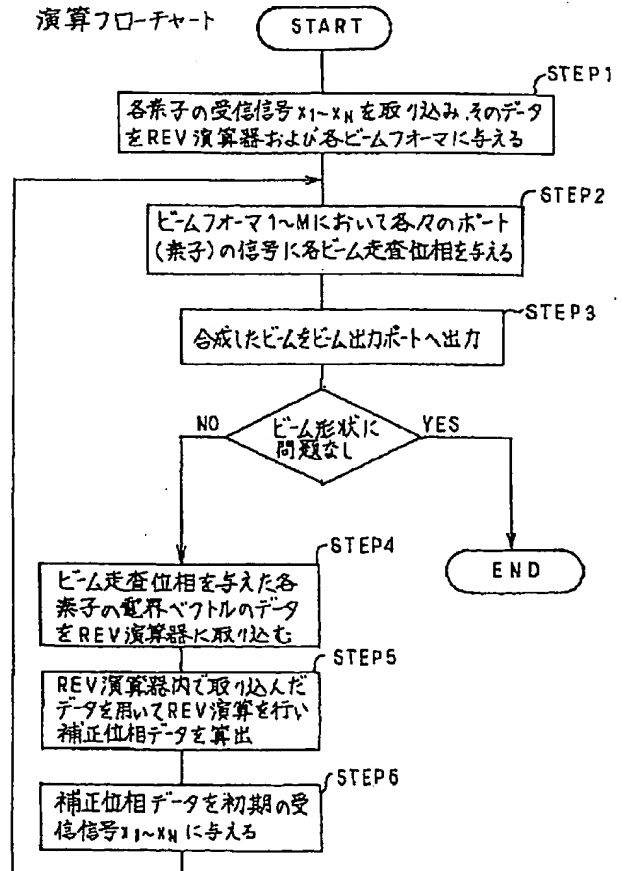 演算フローチャート
START
STEP1
各素子の受信信号x1~xNを取り込み、そのデータ
をREV演算器および各ビームフォーマに与える
STEP2
ビームフォーマ1~Mにおいて各々のポート
(素子)の信号に各ビーム走査位相を与える
STEP3
合成したビームをビーム出力ポートへ出力
NO
ビーム形状に
問題なし
YES
STEP4
ビーム走査位相を与えた各
素子の電界ベクトルのデータ
をREV演算器に取り込む
END
STEP5
REV演算器内で取り込んだ
データを用いてREV演算を行い
補正位相データを算出
STEP6
補正位相データを初期の受
信信号x1~xNに与える